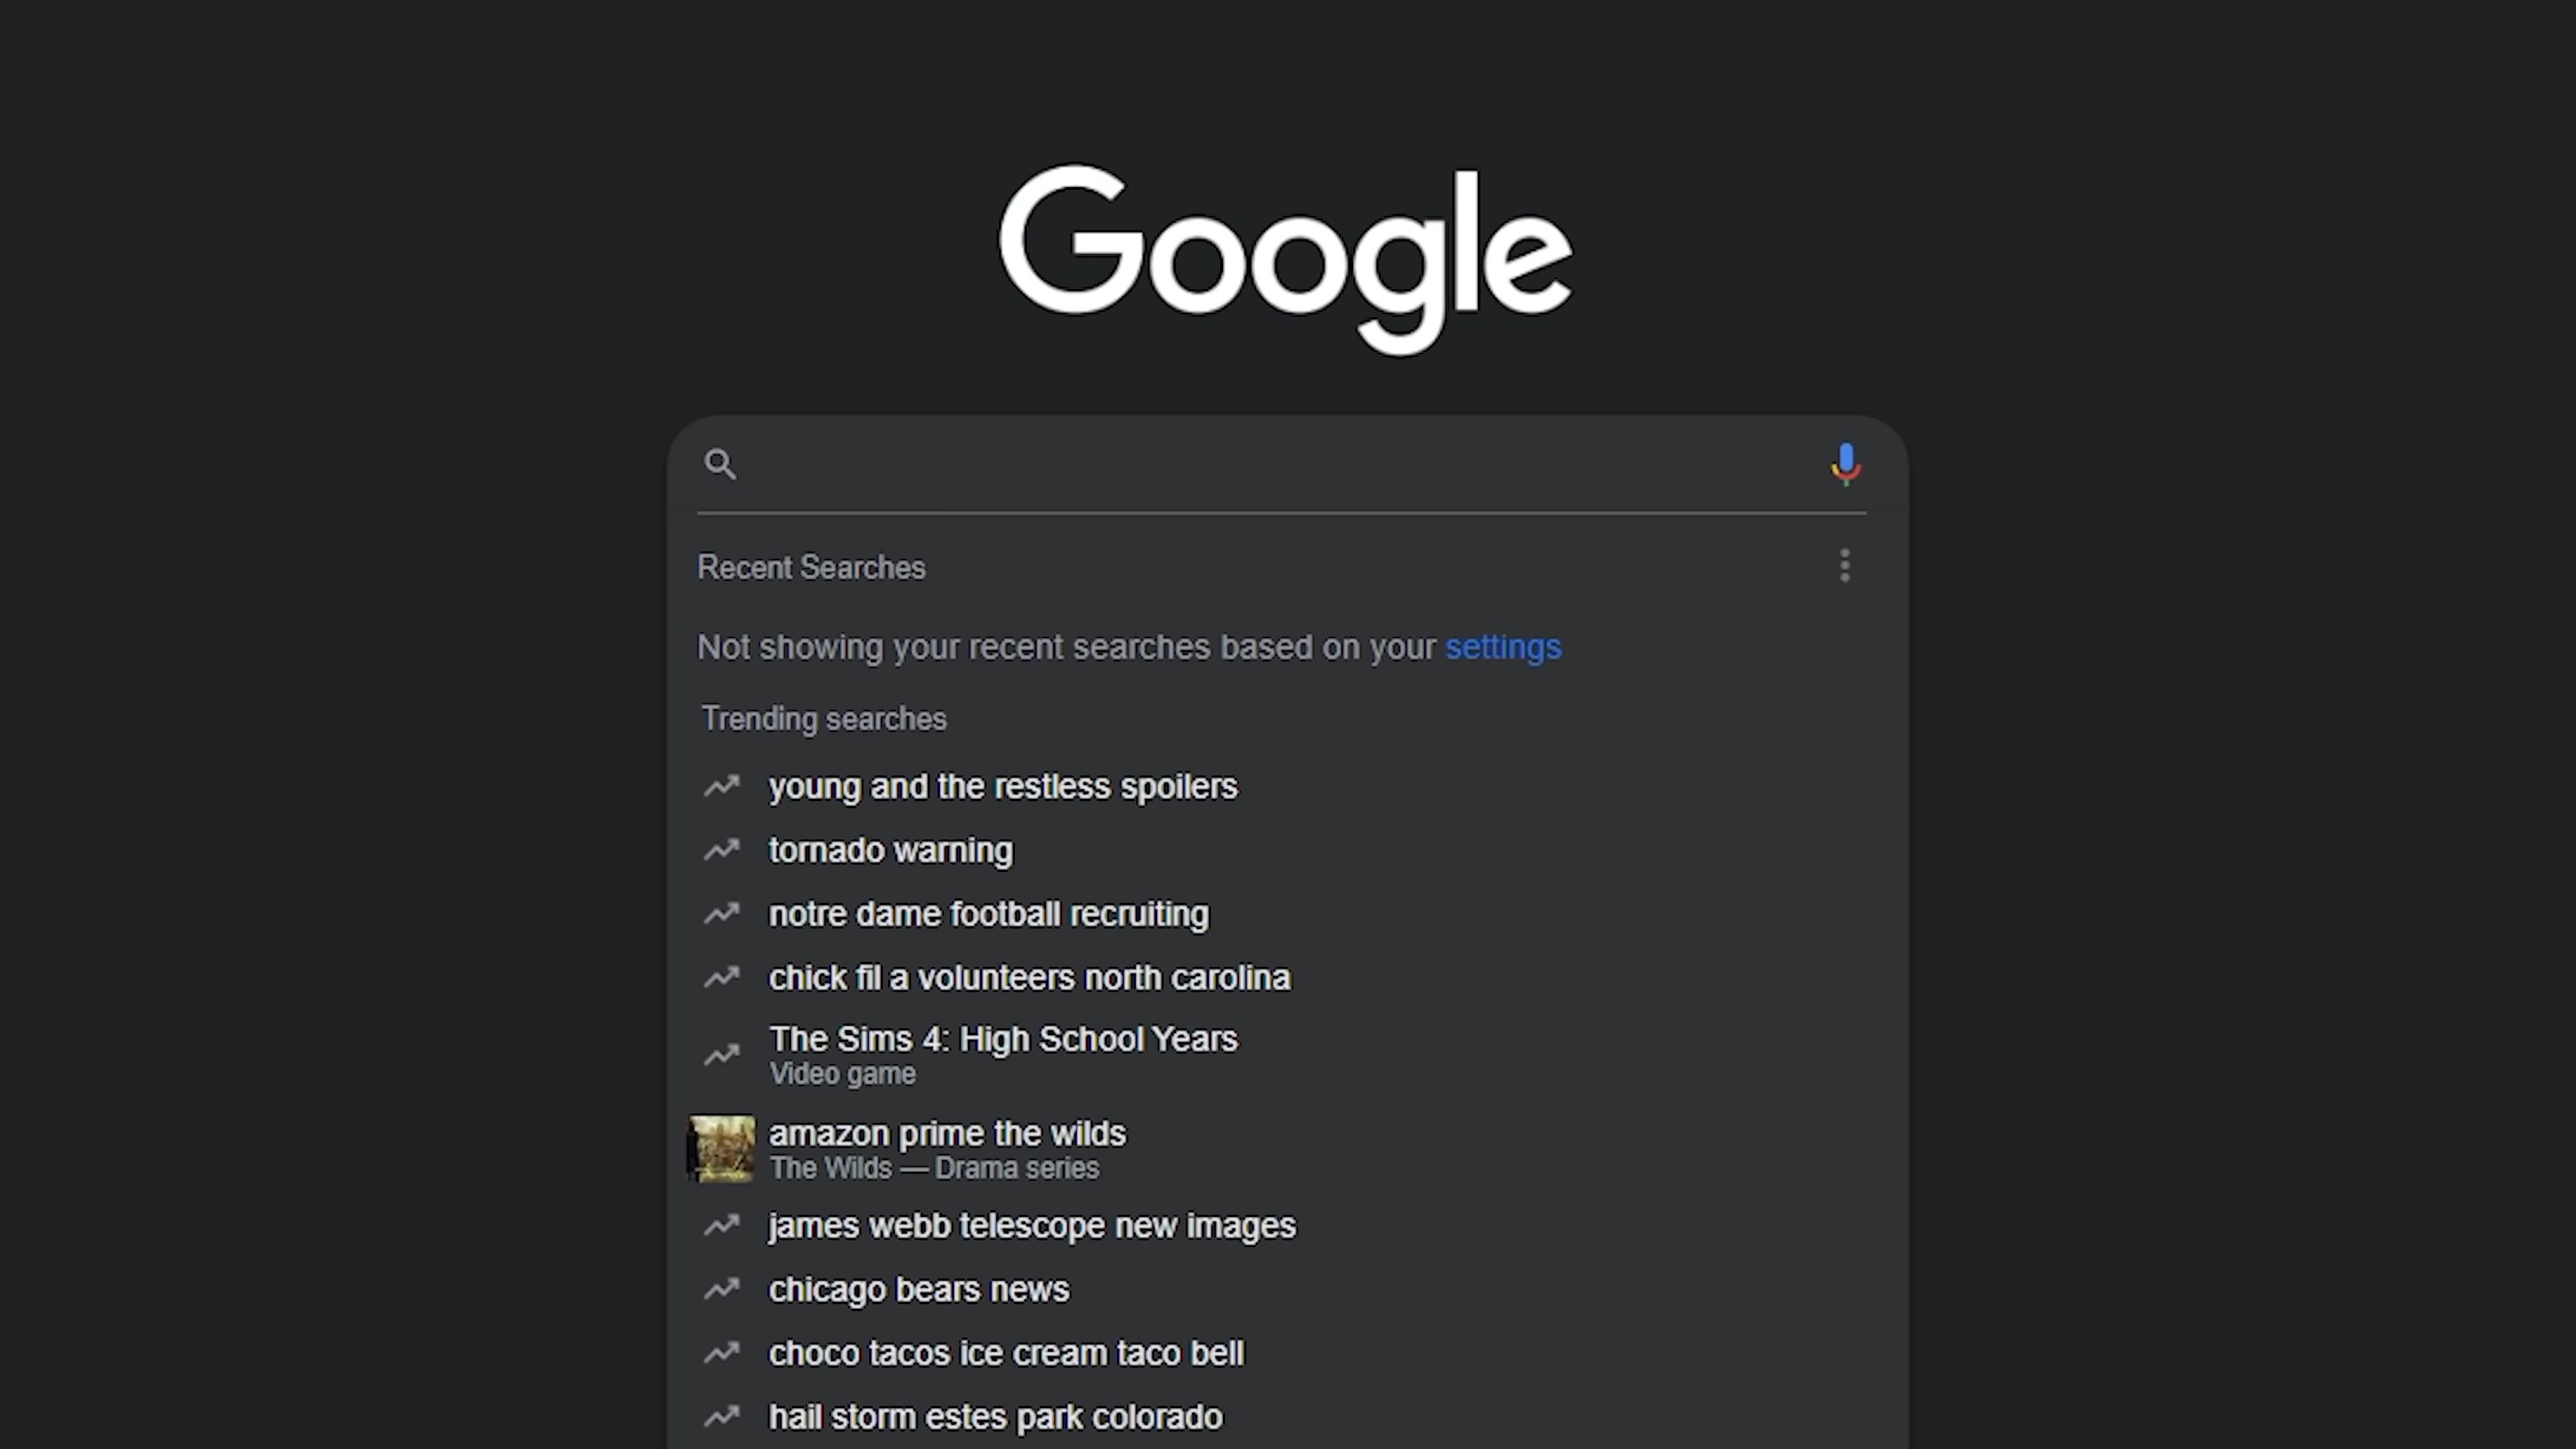 Google
Recent Searches
Not showing your recent searches based on your settings
Trending searches
young and the restless spoilers
tornado warning
notre dame football recruiting
chick fil a volunteers north carolina
The Sims 4: High School Years
Video game
amazon prime the wilds
The Wilds — Drama series
james webb telescope new images
chicago bears news
choco tacos ice cream taco bell
hail storm estes park colorado